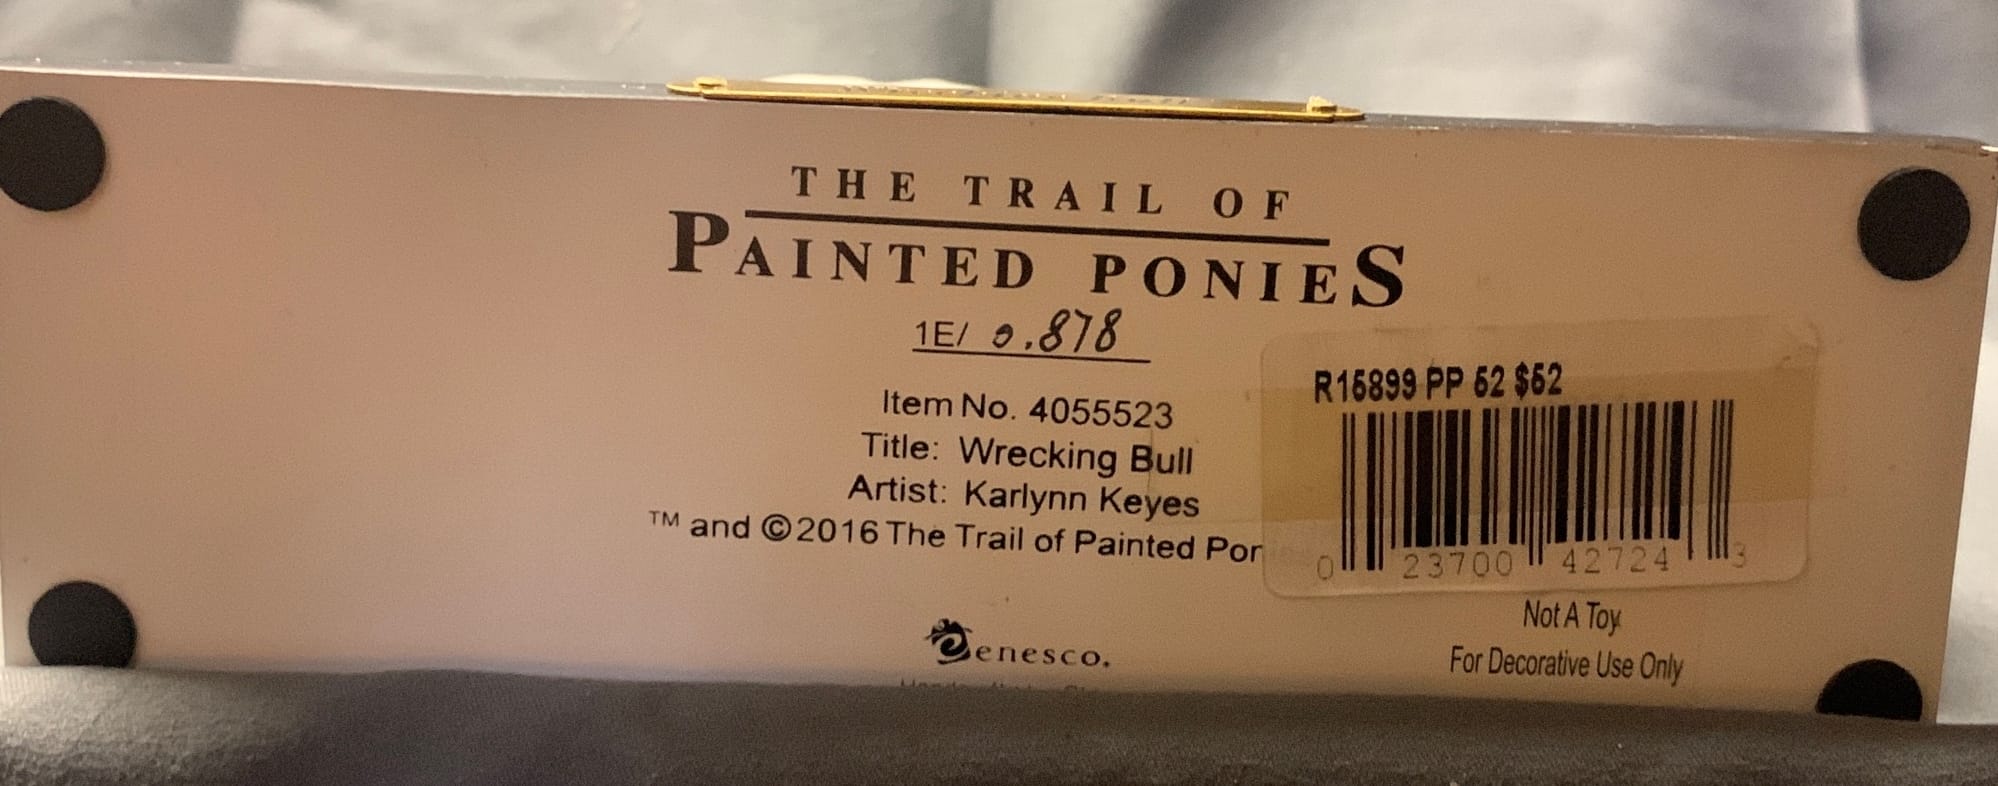 THE TRAIL OF
PAINTED PONIES
1E/ 0.878
Item No. 4055523
Title: Wrecking Bull
Artist: Karlynn Keyes
™ and ©2016 The Trail of Painted Pon
R15899 PP 52 $52
0 23700 42724 3
enesco.
Not A Toy
For Decorative Use Only